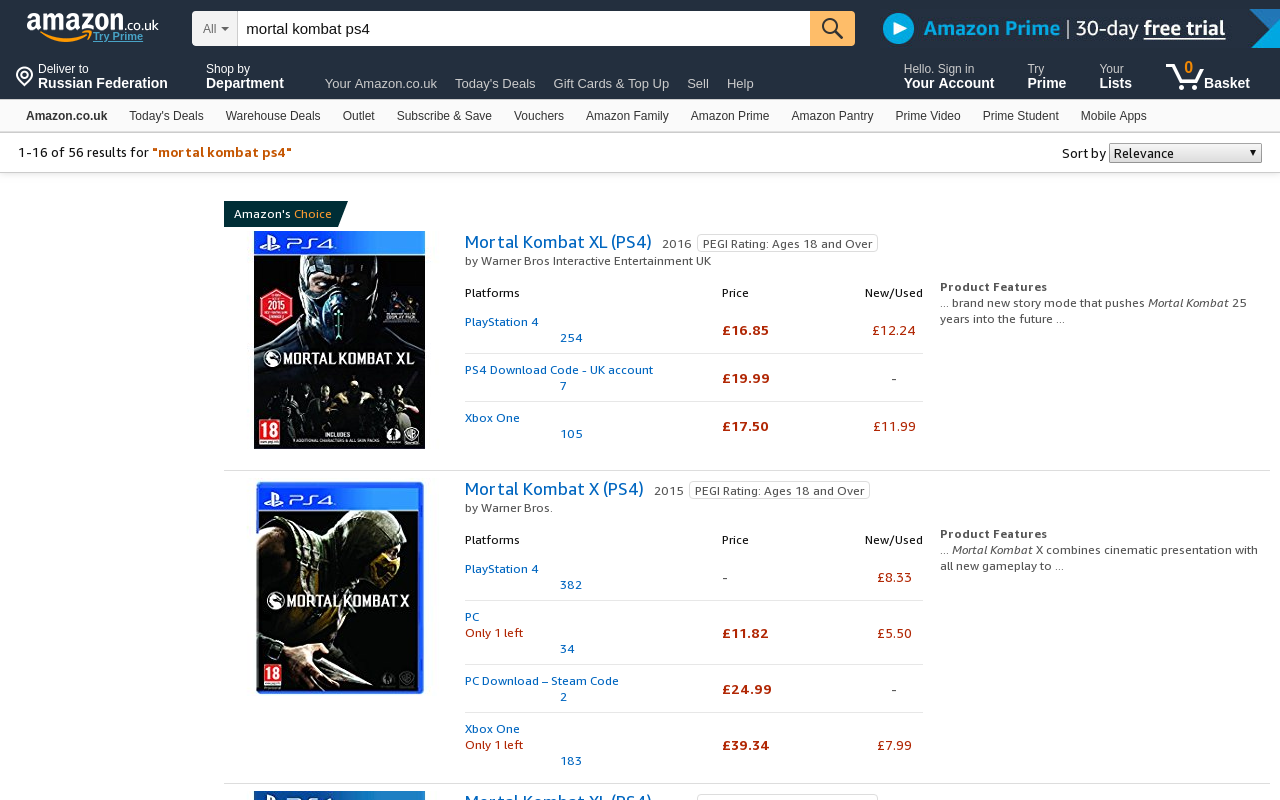 amazon.co.uk
Try Prime
All
mortal kombat ps4
Amazon Prime | 30-day free trial
Deliver to
Russian Federation
Shop by
Department
Your Amazon.co.uk
Today's Deals
Gift Cards & Top Up
Sell
Help
Hello. Sign in
Your Account
Try
Prime
Your
Lists
0
Basket
Amazon.co.uk
Today's Deals
Warehouse Deals
Outlet
Subscribe & Save
Vouchers
Amazon Family
Amazon Prime
Amazon Pantry
Prime Video
Prime Student
Mobile Apps
1-16 of 56 results for "mortal kombat ps4"
Sort by Relevance
Amazon's Choice
PS4
2015
MORTAL KOMBAT XL
18
INCLUDES
Mortal Kombat XL (PS4) 2016 PEGI Rating: Ages 18 and Over
by Warner Bros Interactive Entertainment UK
Platforms Price New/Used
PlayStation 4
254
£16.85 £12.24
PS4 Download Code - UK account
7
£19.99 -
Xbox One
105
£17.50 £11.99
Product Features
... brand new story mode that pushes Mortal Kombat 25
years into the future ...
PS4
MORTAL KOMBAT X
18
Mortal Kombat X (PS4) 2015 PEGI Rating: Ages 18 and Over
by Warner Bros.
Platforms Price New/Used
PlayStation 4
382
- £8.33
PC
Only 1 left
34
£11.82 £5.50
PC Download – Steam Code
2
£24.99 -
Xbox One
Only 1 left
183
£39.34 £7.99
Product Features
... Mortal Kombat X combines cinematic presentation with
all new gameplay to ...
Mortal Kombat XL (PS4)